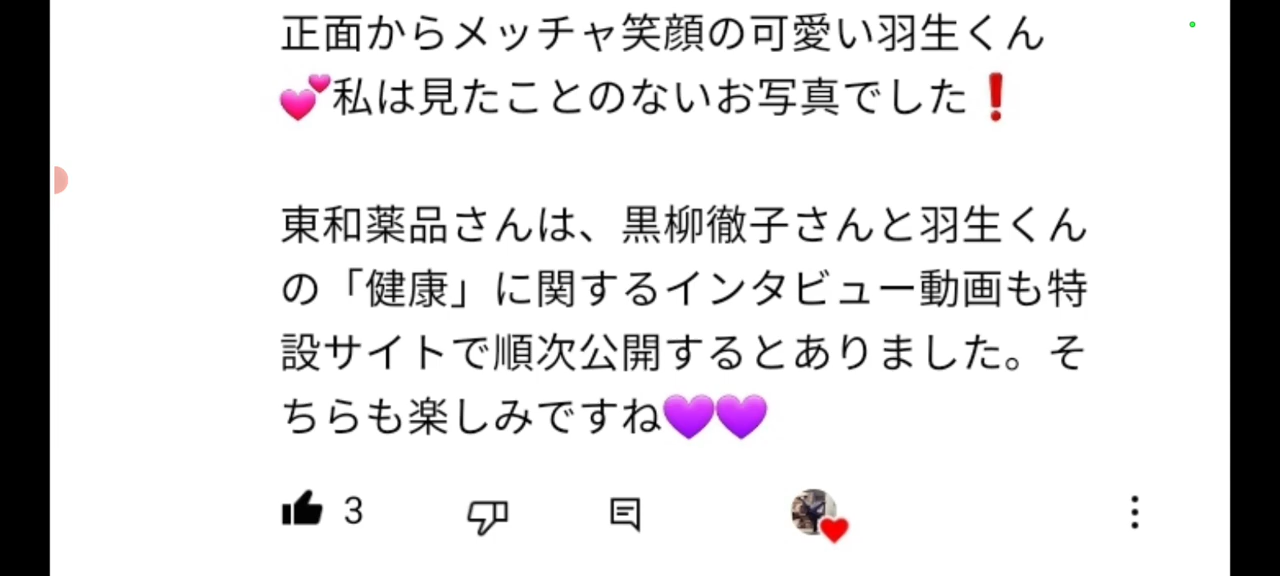 正面からメッチャ笑顔の可愛い羽生くん
💕私は見たことのないお写真でした❗
東和薬品さんは、黒柳徹子さんと羽生くん
の「健康」に関するインタビュー動画も特
設サイトで順次公開するとありました。そ
ちらも楽しみですね💜💜
3